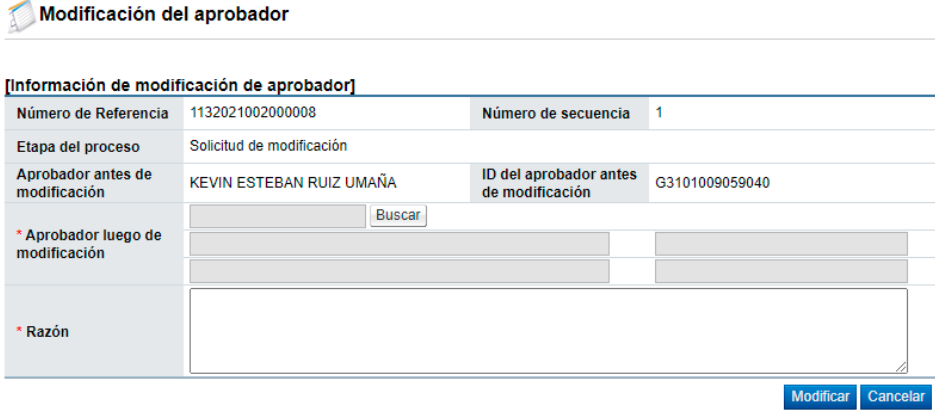 Modificación del aprobador
[Información de modificación de aprobador]
Número de Referencia 1132021002000008 Número de secuencia 1
Etapa del proceso Solicitud de modificación
Aprobador antes de modificación KEVIN ESTEBAN RUIZ UMAÑA ID del aprobador antes de modificación G3101009059040
* Aprobador luego de modificación Buscar
* Razón
Modificar Cancelar